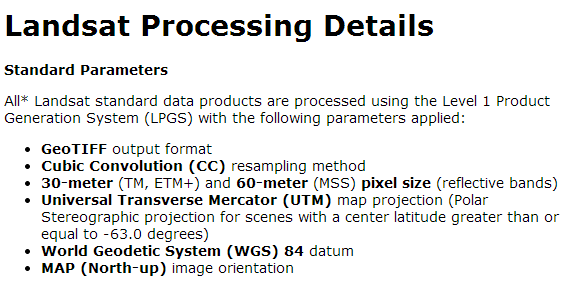 Landsat Processing Details
Standard Parameters
All* Landsat standard data products are processed using the Level 1 Product
Generation System (LPGS) with the following parameters applied:
• GeoTIFF output format
• Cubic Convolution (CC) resampling method
• 30-meter (TM, ETM+) and 60-meter (MSS) pixel size (reflective bands)
• Universal Transverse Mercator (UTM) map projection (Polar
Stereographic projection for scenes with a center latitude greater than or
equal to -63.0 degrees)
• World Geodetic System (WGS) 84 datum
• MAP (North-up) image orientation